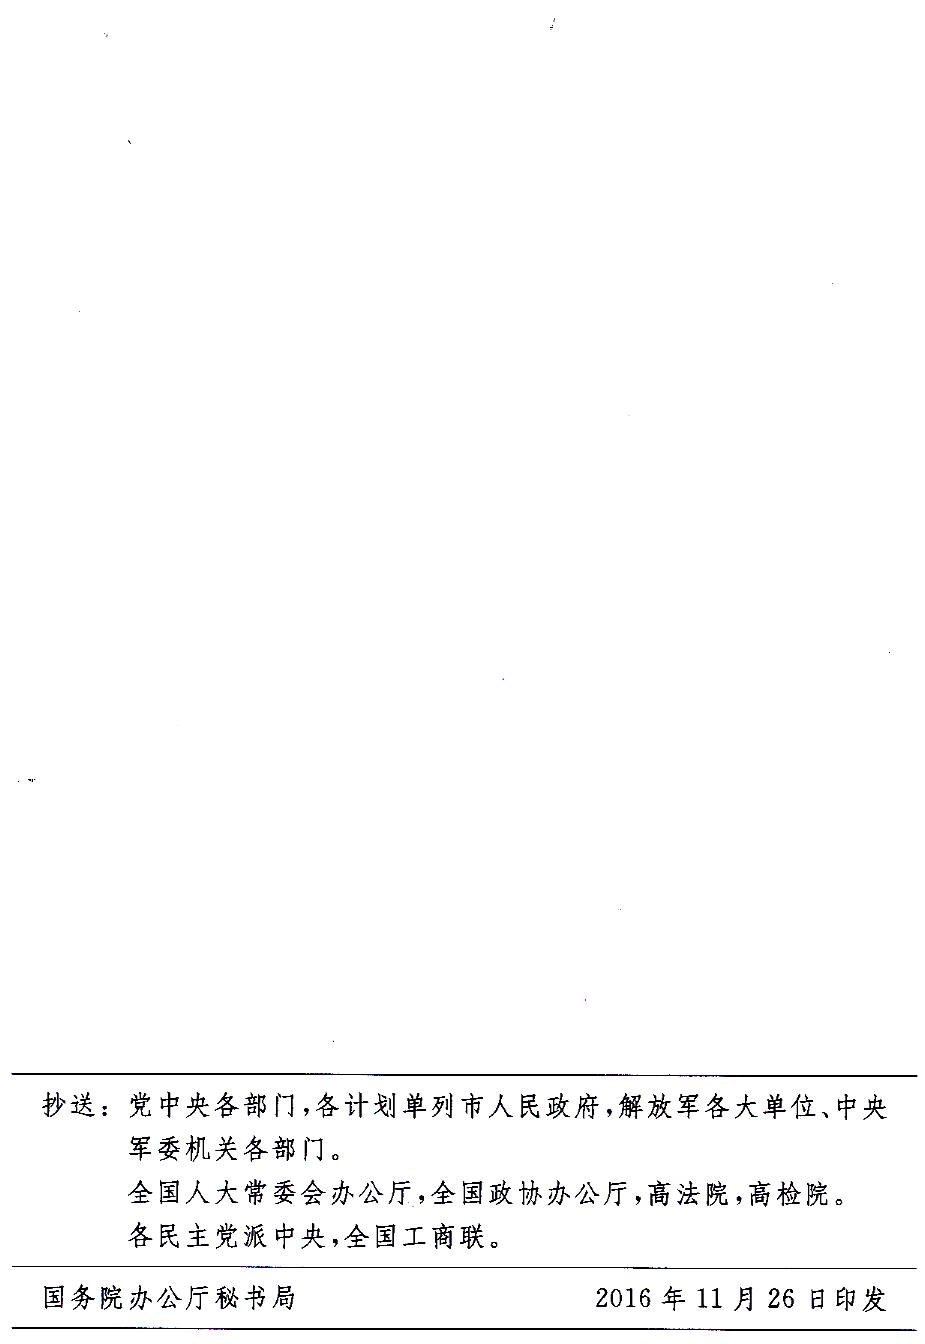 抄送：党中央各部门，各计划单列市人民政府，解放军各大单位、中央
军委机关各部门。
全国人大常委会办公厅，全国政协办公厅，高法院，高检院。
各民主党派中央，全国工商联。
国务院办公厅秘书局 2016年11月26日印发